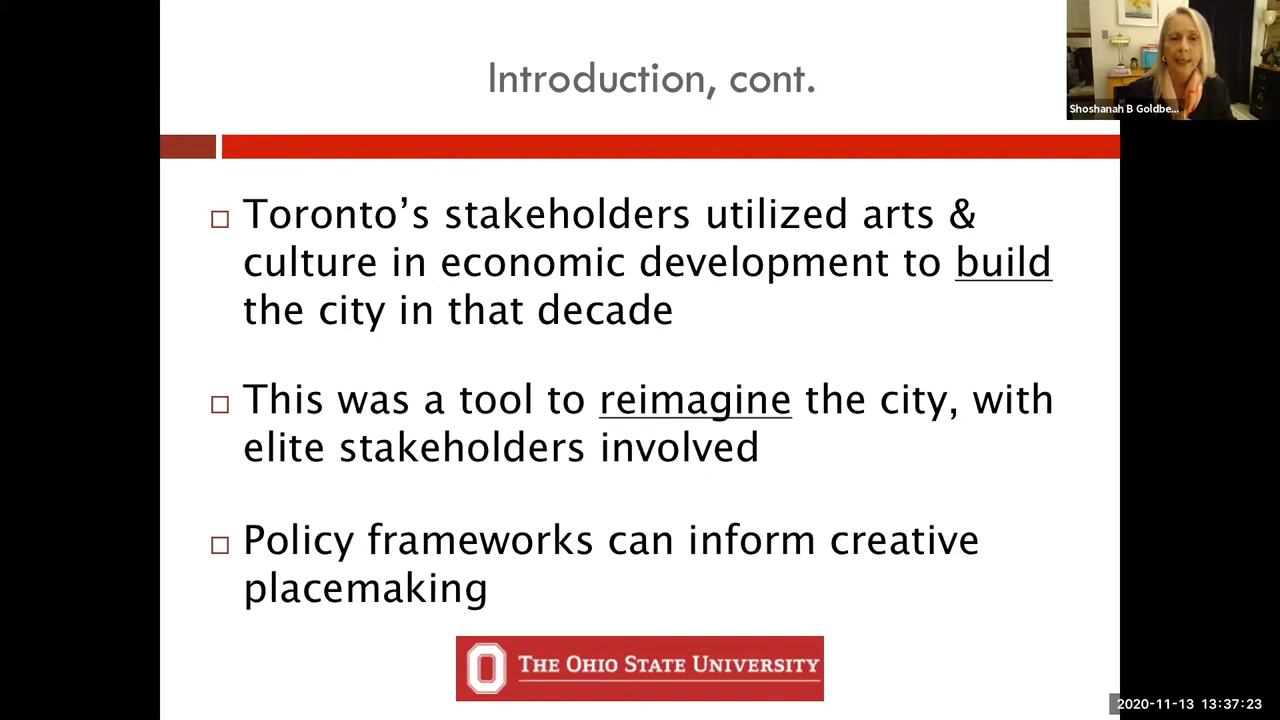 Introduction, cont.
Shoshanah B Goldbe...
□ Toronto’s stakeholders utilized arts &
culture in economic development to build
the city in that decade
□ This was a tool to reimagine the city, with
elite stakeholders involved
□ Policy frameworks can inform creative
placemaking
O THE OHIO STATE UNIVERSITY
2020-11-13 13:37:23